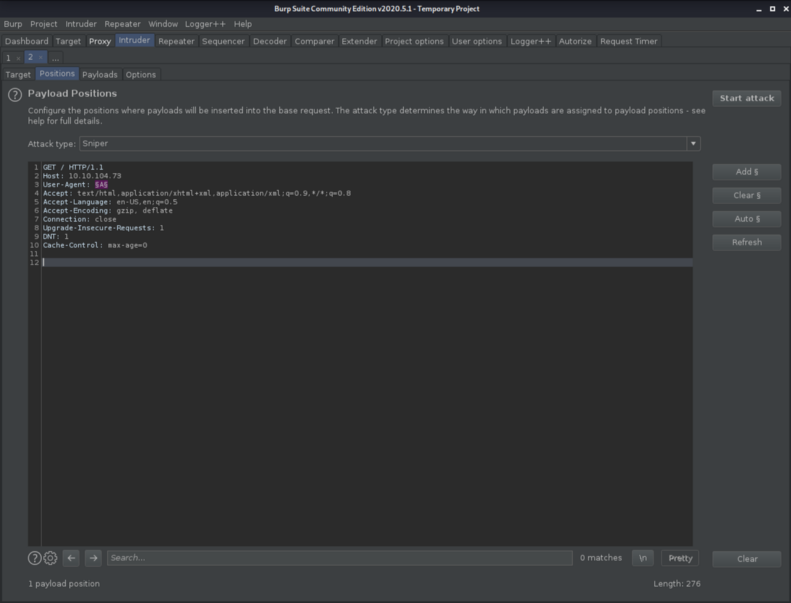 Burp Suite Community Edition v2020.5.1 - Temporary Project
Burp Project Intruder Repeater Window Logger++ Help
Dashboard Target Proxy Intruder Repeater Sequencer Decoder Comparer Extender Project options User options Logger++ Authorize Request Timer
1 × 2 × ...
Target Positions Payloads Options
? Payload Positions
Start attack
Configure the positions where payloads will be inserted into the base request. The attack type determines the way in which payloads are assigned to payload positions - see
help for full details.
Attack type: Sniper
1 GET / HTTP/1.1
2 Host: 10.10.104.73
3 User-Agent: §A§
4 Accept: text/html,application/xhtml+xml,application/xml;q=0.9,*/*;q=0.8
5 Accept-Language: en-US,en;q=0.5
6 Accept-Encoding: gzip, deflate
7 Connection: close
8 Upgrade-Insecure-Requests: 1
9 DNT: 1
10 Cache-Control: max-age=0
11
12
Add §
Clear §
Auto §
Refresh
? Search... 0 matches \n Pretty Clear
1 payload position Length: 276